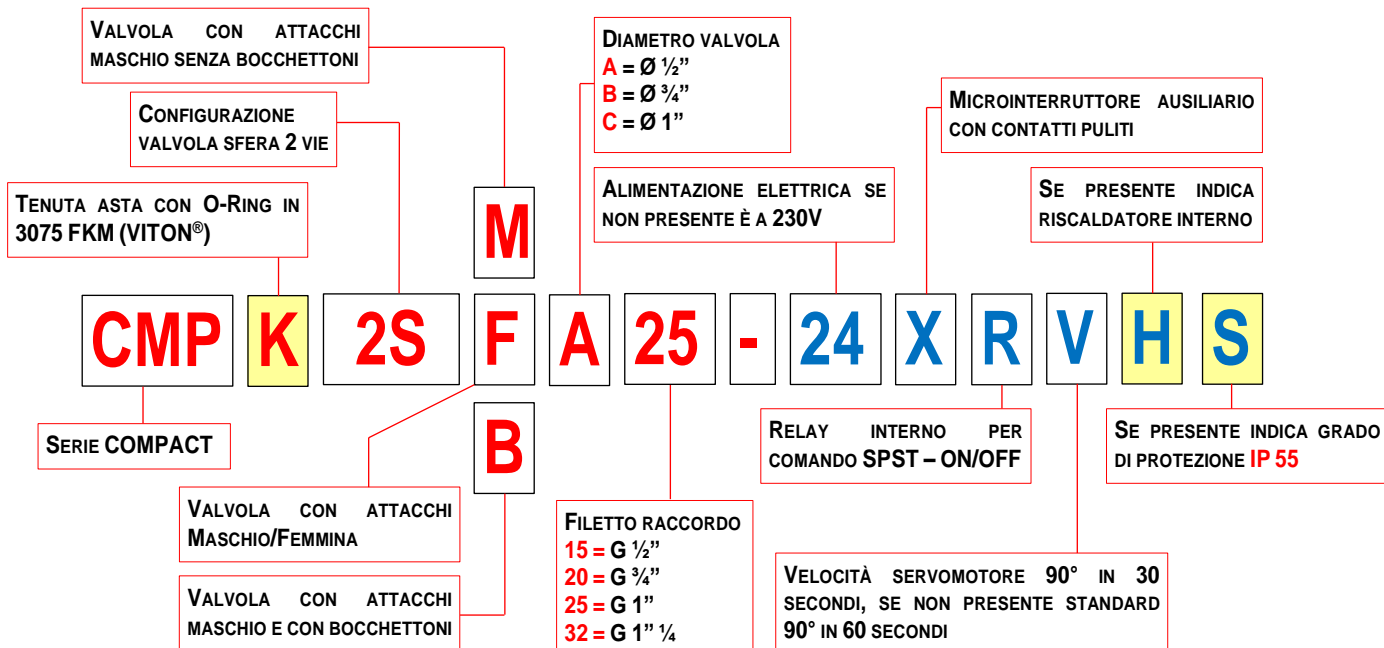 VALVOLA CON ATTACCHI
MASCHIO SENZA BOCCHETTONI
CONFIGURAZIONE
VALVOLA SFERA 2 VIE
TENUTA ASTA CON O-RING IN
3075 FKM (VITON®)
DIAMETRO VALVOLA
A = Ø ½”
B = Ø ¾”
C = Ø 1”
ALIMENTAZIONE ELETTRICA SE
NON PRESENTE È A 230V
MICROINTERRUTTORE AUSILIARIO
CON CONTATTI PULITI
SE PRESENTE INDICA
RISCALDATORE INTERNO
M
CMP K 2S F A 25 - 24 X R V H S
B
SERIE COMPACT
VALVOLA CON ATTACCHI
MASCHIO/FEMMINA
VALVOLA CON ATTACCHI
MASCHIO E CON BOCCHETTONI
FILETTO RACCORDO
15 = G ½”
20 = G ¾”
25 = G 1”
32 = G 1” ¼
RELAY INTERNO PER
COMANDO SPST – ON/OFF
VELOCITÀ SERVOMOTORE 90° IN 30
SECONDI, SE NON PRESENTE STANDARD
90° IN 60 SECONDI
SE PRESENTE INDICA GRADO
DI PROTEZIONE IP 55